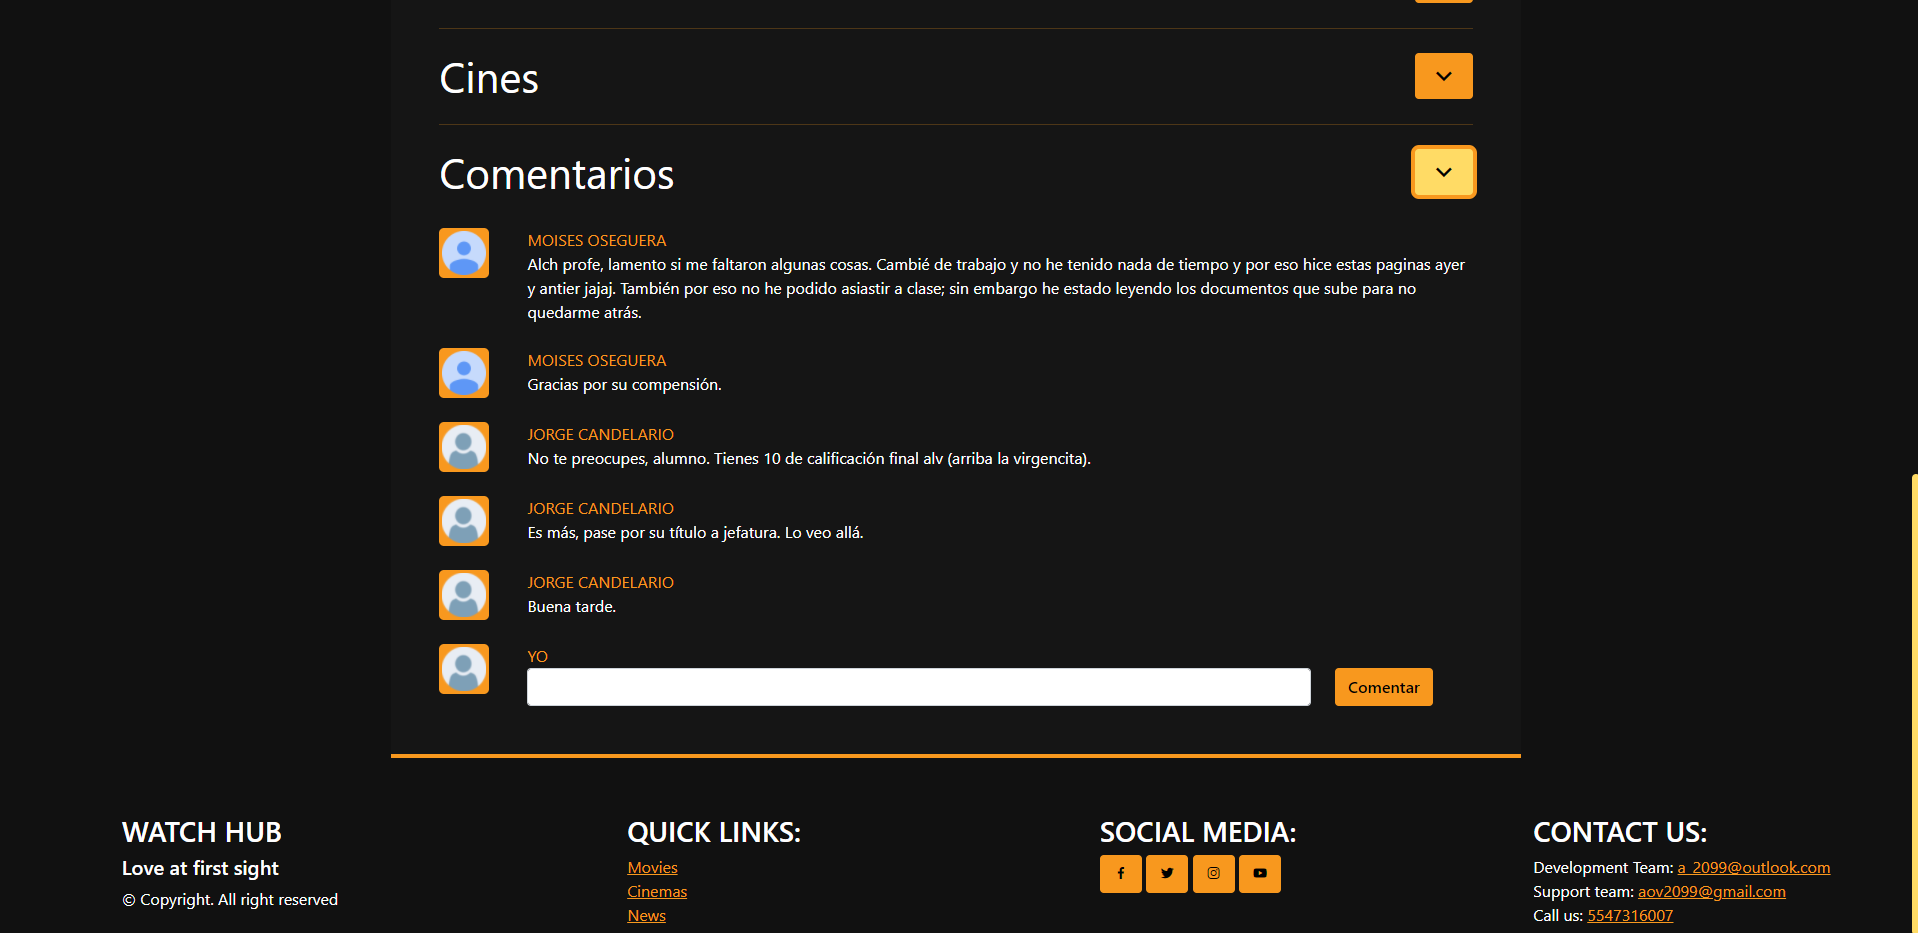 Cines
Comentarios
MOISES OSEGUERA
Alch profe, lamento si me faltaron algunas cosas. Cambié de trabajo y no he tenido nada de tiempo y por eso hice estas paginas ayer
y antier jajaj. También por eso no he podido asiastir a clase; sin embargo he estado leyendo los documentos que sube para no
quedarme atrás.
MOISES OSEGUERA
Gracias por su compensión.
JORGE CANDELARIO
No te preocupes, alumno. Tienes 10 de calificación final alv (arriba la virgencita).
JORGE CANDELARIO
Es más, pase por su título a jefatura. Lo veo allá.
JORGE CANDELARIO
Buena tarde.
YO
Comentar
WATCH HUB
Love at first sight
© Copyright. All right reserved
QUICK LINKS:
Movies
Cinemas
News
SOCIAL MEDIA:
CONTACT US:
Development Team: a_2099@outlook.com
Support team: aov2099@gmail.com
Call us: 5547316007